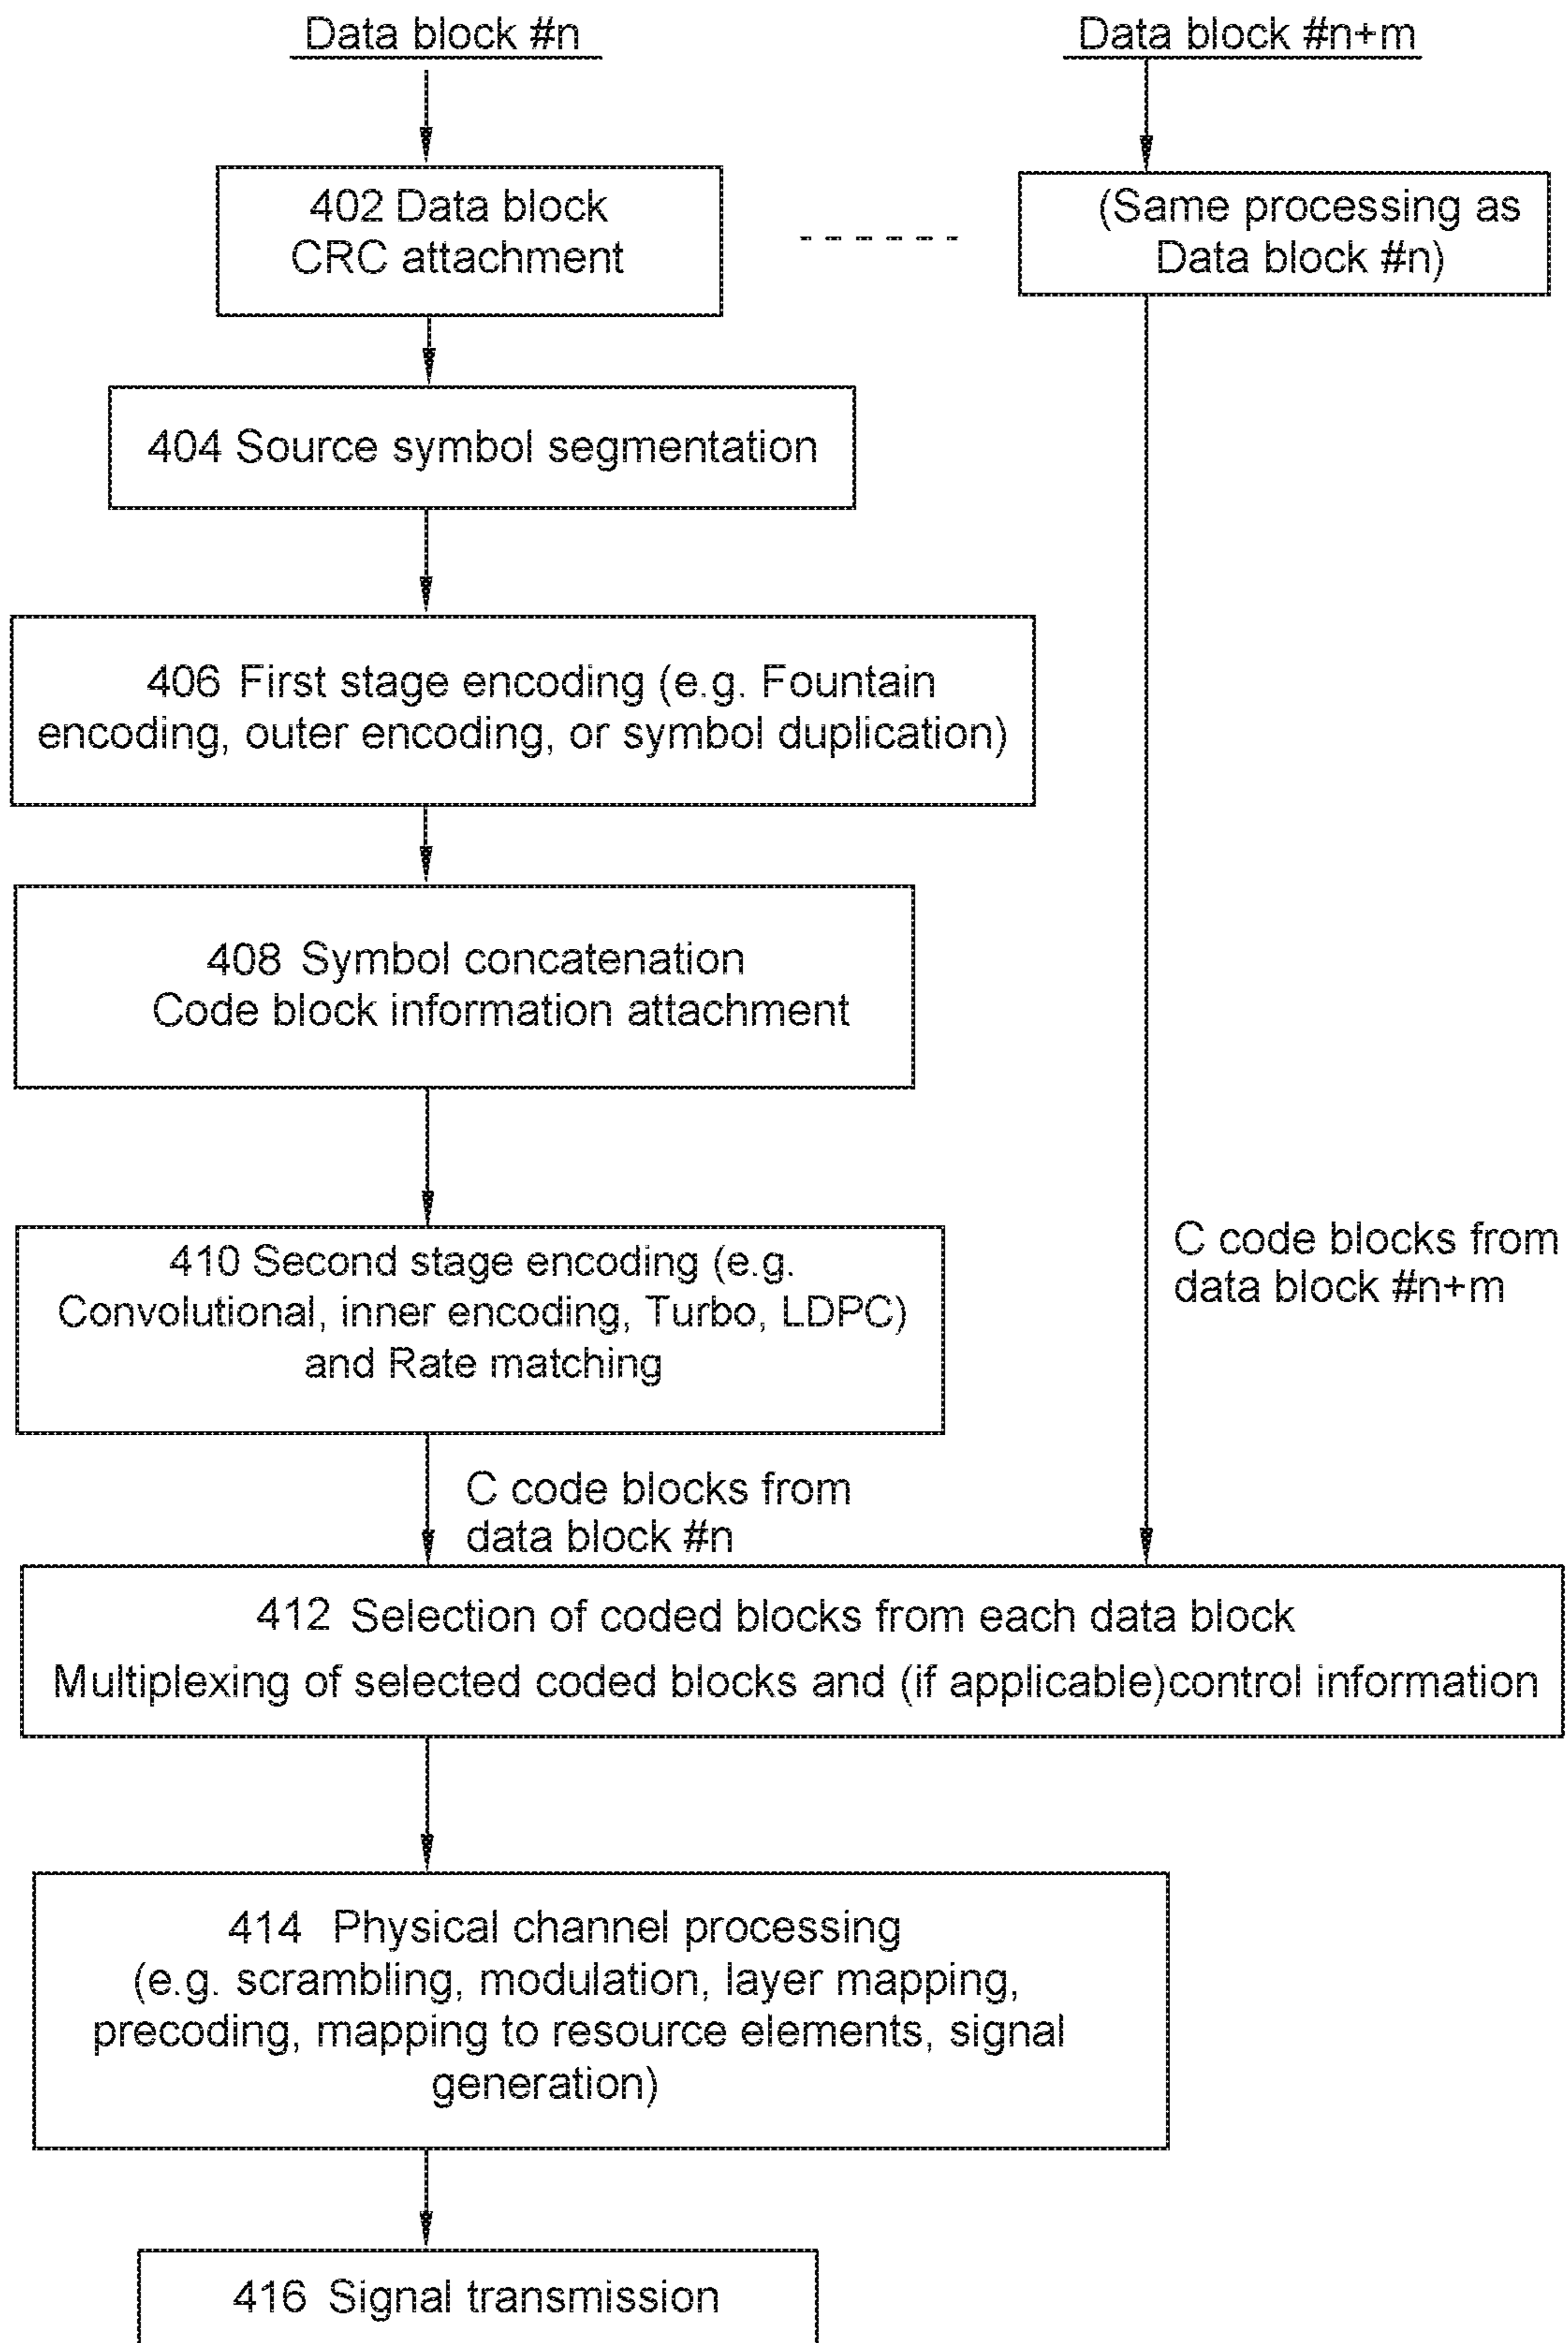 Data block #n
Data block #n+m
402 Data block
CRC attachment
(Same processing as
Data block #n)
404 Source symbol segmentation
406 First stage encoding (e.g. Fountain
encoding, outer encoding, or symbol duplication)
408 Symbol concatenation
Code block information attachment
410 Second stage encoding (e.g.
Convolutional, inner encoding, Turbo, LDPC)
and Rate matching
C code blocks from
data block #n+m
C code blocks from
data block #n
412 Selection of coded blocks from each data block
Multiplexing of selected coded blocks and (if applicable)control information
414 Physical channel processing
(e.g. scrambling, modulation, layer mapping,
precoding, mapping to resource elements, signal
generation)
416 Signal transmission